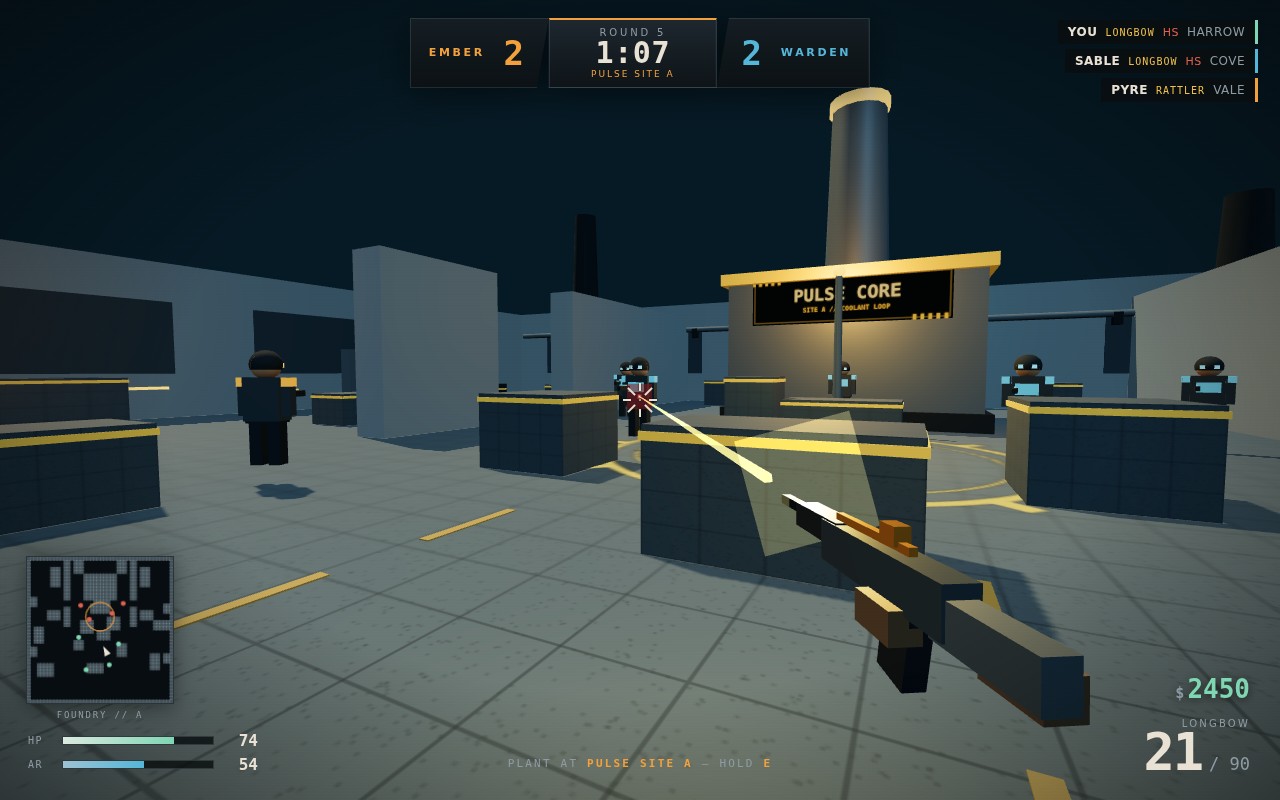 EMBER 2
ROUND 5
1:07
PULSE SITE A
2 WARDEN
YOU LONGBOW HS HARROW
SABLE LONGBOW HS COVE
PYRE RATTLER VALE
PULSE CORE
SITE A // COOLANT LOOP
FOUNDRY // A
HP 74
AR 54
PLANT AT PULSE SITE A — HOLD E
$2450
LONGBOW
21 / 90